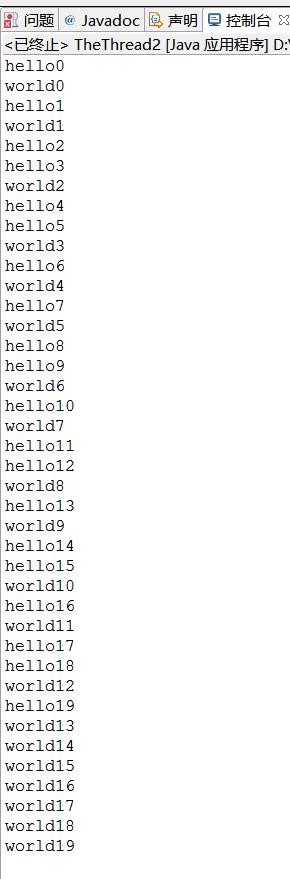 问题 @ Javadoc 声明 控制台
<已终止> TheThread2 [Java 应用程序] D:\
hello0
world0
hello1
world1
hello2
hello3
world2
hello4
hello5
world3
hello6
world4
hello7
world5
hello8
hello9
world6
hello10
world7
hello11
hello12
world8
hello13
world9
hello14
hello15
world10
hello16
world11
hello17
hello18
world12
hello19
world13
world14
world15
world16
world17
world18
world19